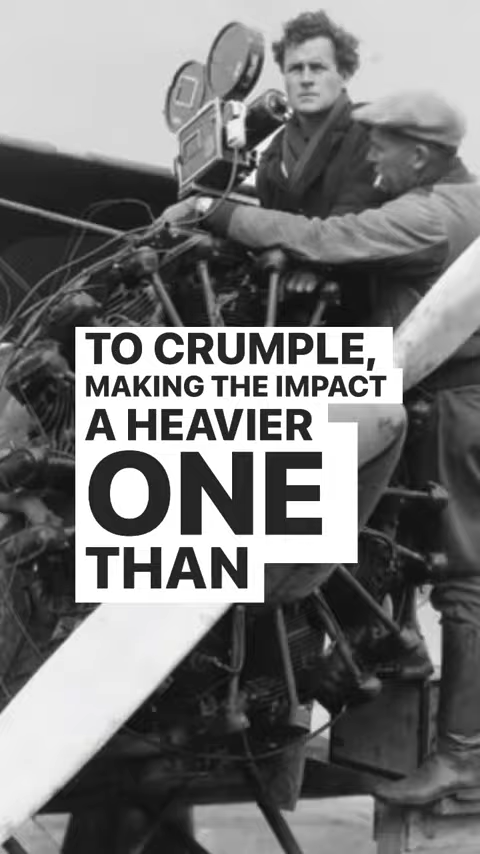 TO CRUMPLE,
MAKING THE IMPACT
A HEAVIER
ONE
THAN